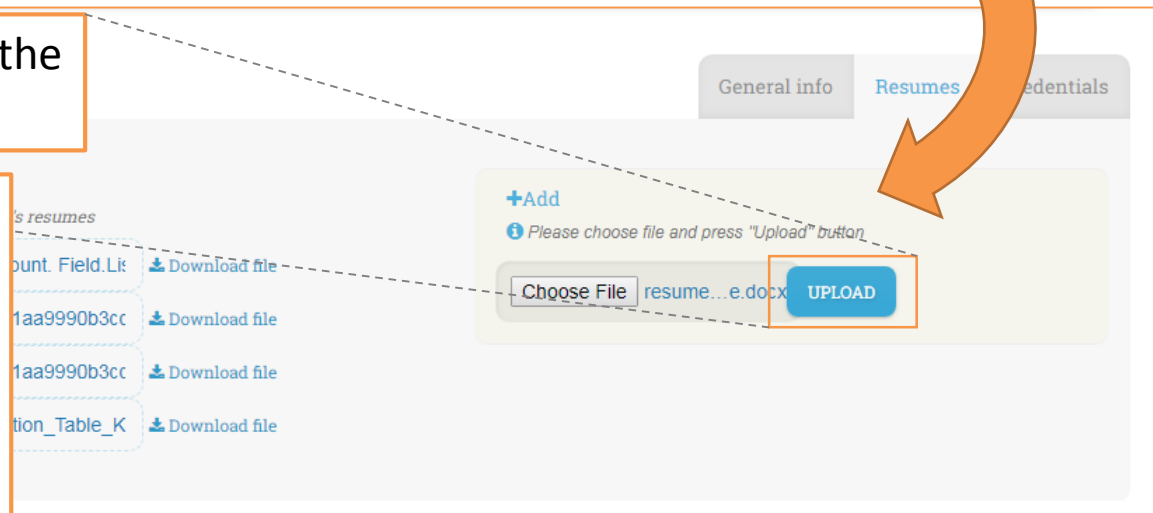 the
General info Resumes edentials
+Add
's resumes
Please choose file and press "Upload" button
ount. Field.Lis Download file
Choose File resume...e.docx UPLOAD
1aa9990b3cc Download file
1aa9990b3cc Download file
tion_Table_K Download file